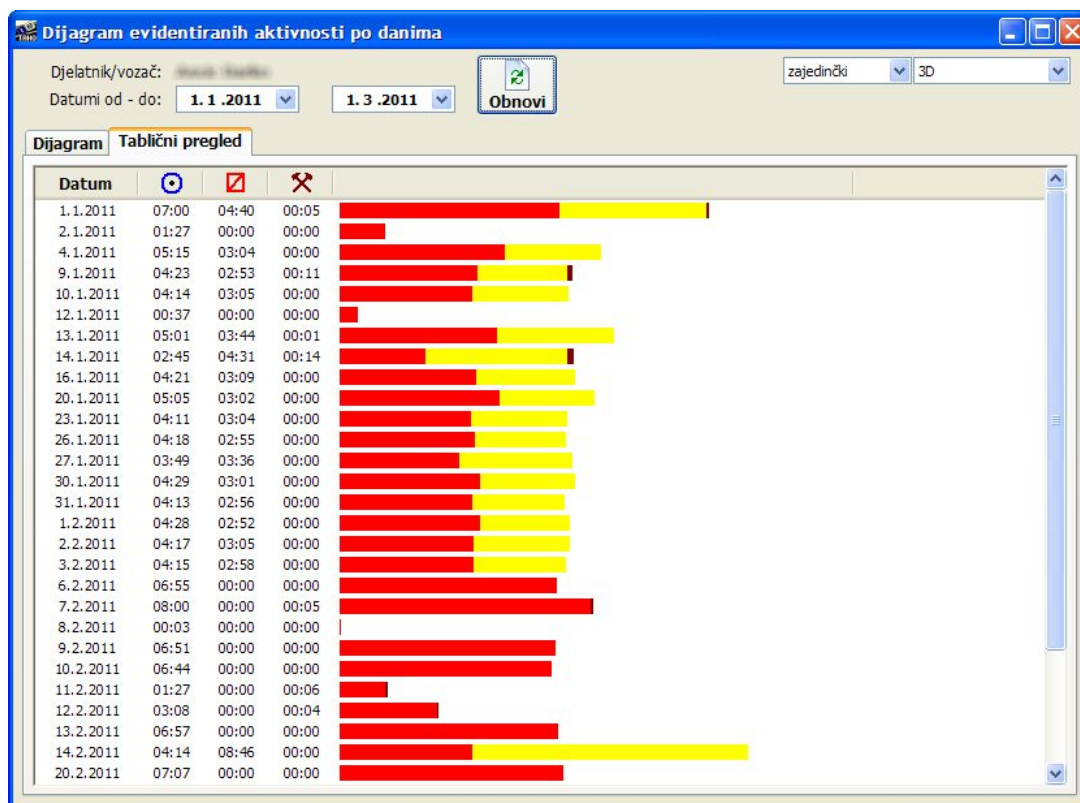 Dijagram evidentiranih aktivnosti po danima
Djelatnik/vozač:
zajedinčki 3D
Datumi od - do: 1. 1 .2011 1. 3 .2011 Obnovi
Dijagram Tablični pregled
Datum
1.1.2011 07:00 04:40 00:05
2.1.2011 01:27 00:00 00:00
4.1.2011 05:15 03:04 00:00
9.1.2011 04:23 02:53 00:11
10.1.2011 04:14 03:05 00:00
12.1.2011 00:37 00:00 00:00
13.1.2011 05:01 03:44 00:01
14.1.2011 02:45 04:31 00:14
16.1.2011 04:21 03:09 00:00
20.1.2011 05:05 03:02 00:00
23.1.2011 04:11 03:04 00:00
26.1.2011 04:18 02:55 00:00
27.1.2011 03:49 03:36 00:00
30.1.2011 04:29 03:01 00:00
31.1.2011 04:13 02:56 00:00
1.2.2011 04:28 02:52 00:00
2.2.2011 04:17 03:05 00:00
3.2.2011 04:15 02:58 00:00
6.2.2011 06:55 00:00 00:00
7.2.2011 08:00 00:00 00:05
8.2.2011 00:03 00:00 00:00
9.2.2011 06:51 00:00 00:00
10.2.2011 06:44 00:00 00:00
11.2.2011 01:27 00:00 00:06
12.2.2011 03:08 00:00 00:04
13.2.2011 06:57 00:00 00:00
14.2.2011 04:14 08:46 00:00
20.2.2011 07:07 00:00 00:00